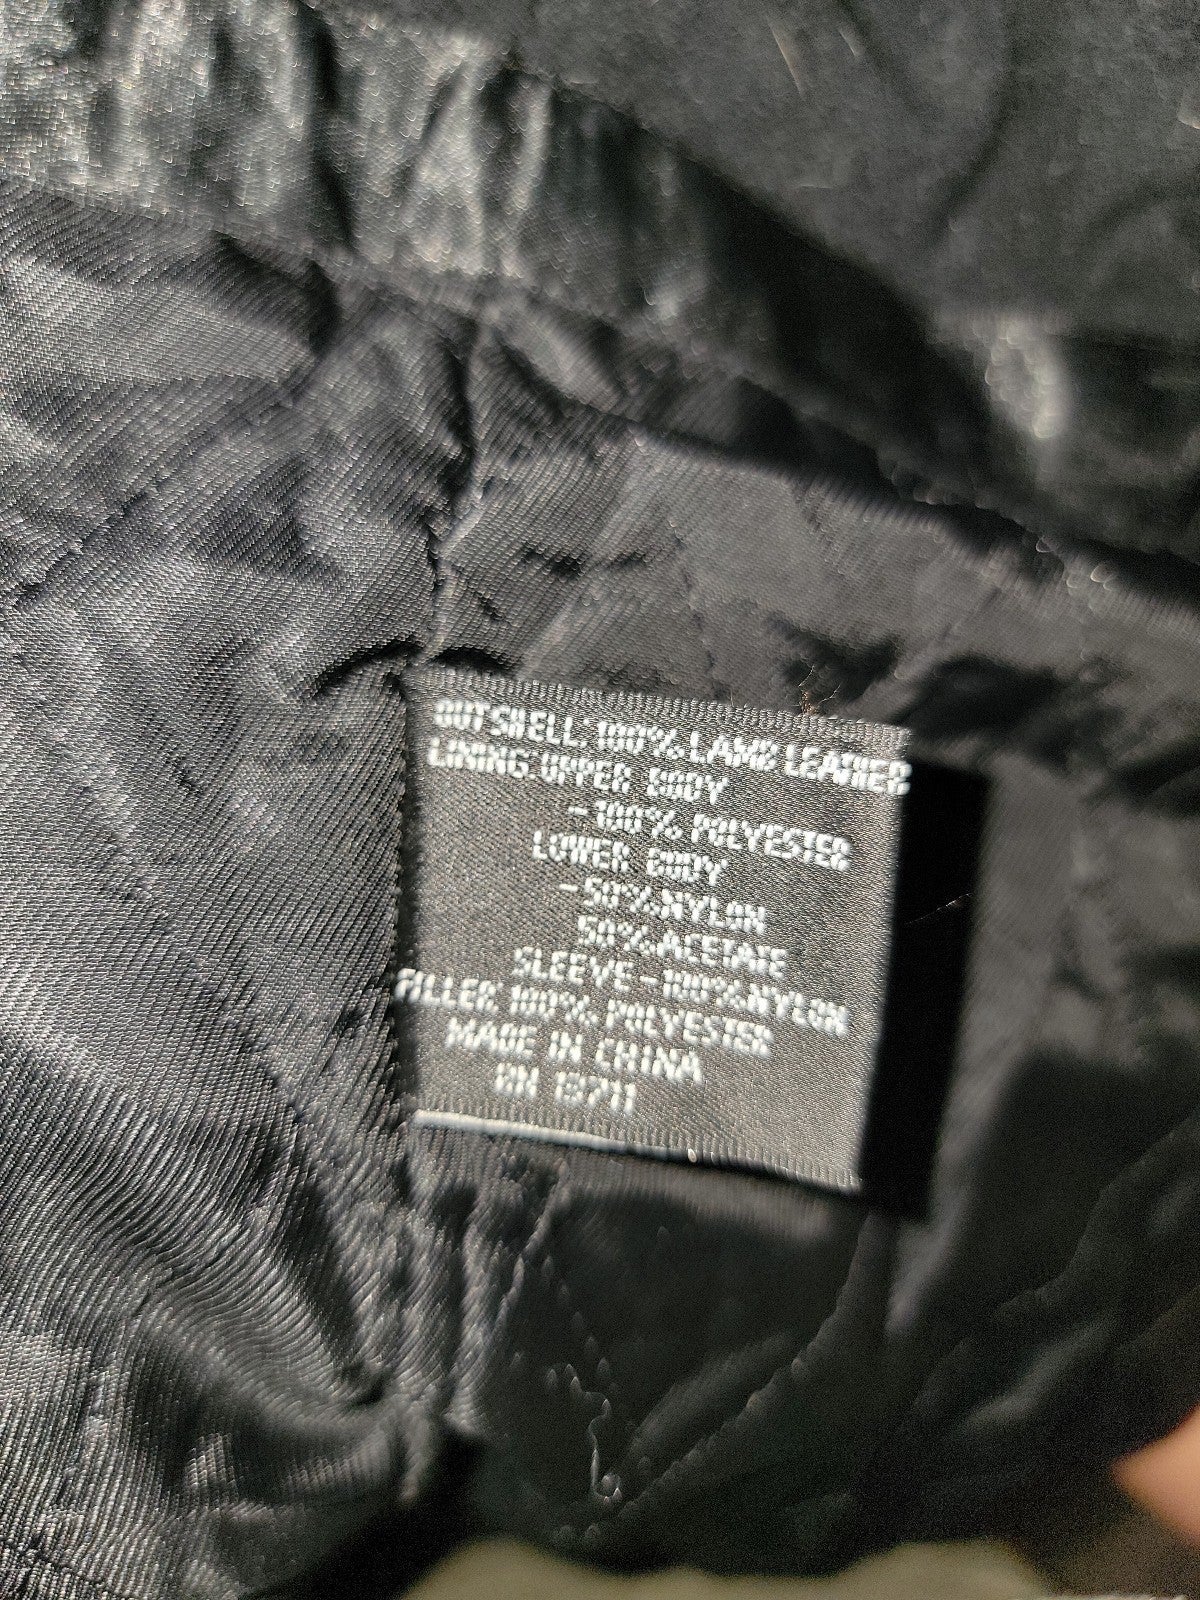 OUTSHELL: 100% LAMB LEATHER
LINING: UPPER BODY
-100% POLYESTER
LOWER BODY
-50% NYLON
50% ACETATE
SLEEVE-100% NYLON
FILLER 100% POLYESTER
MADE IN CHINA
RN